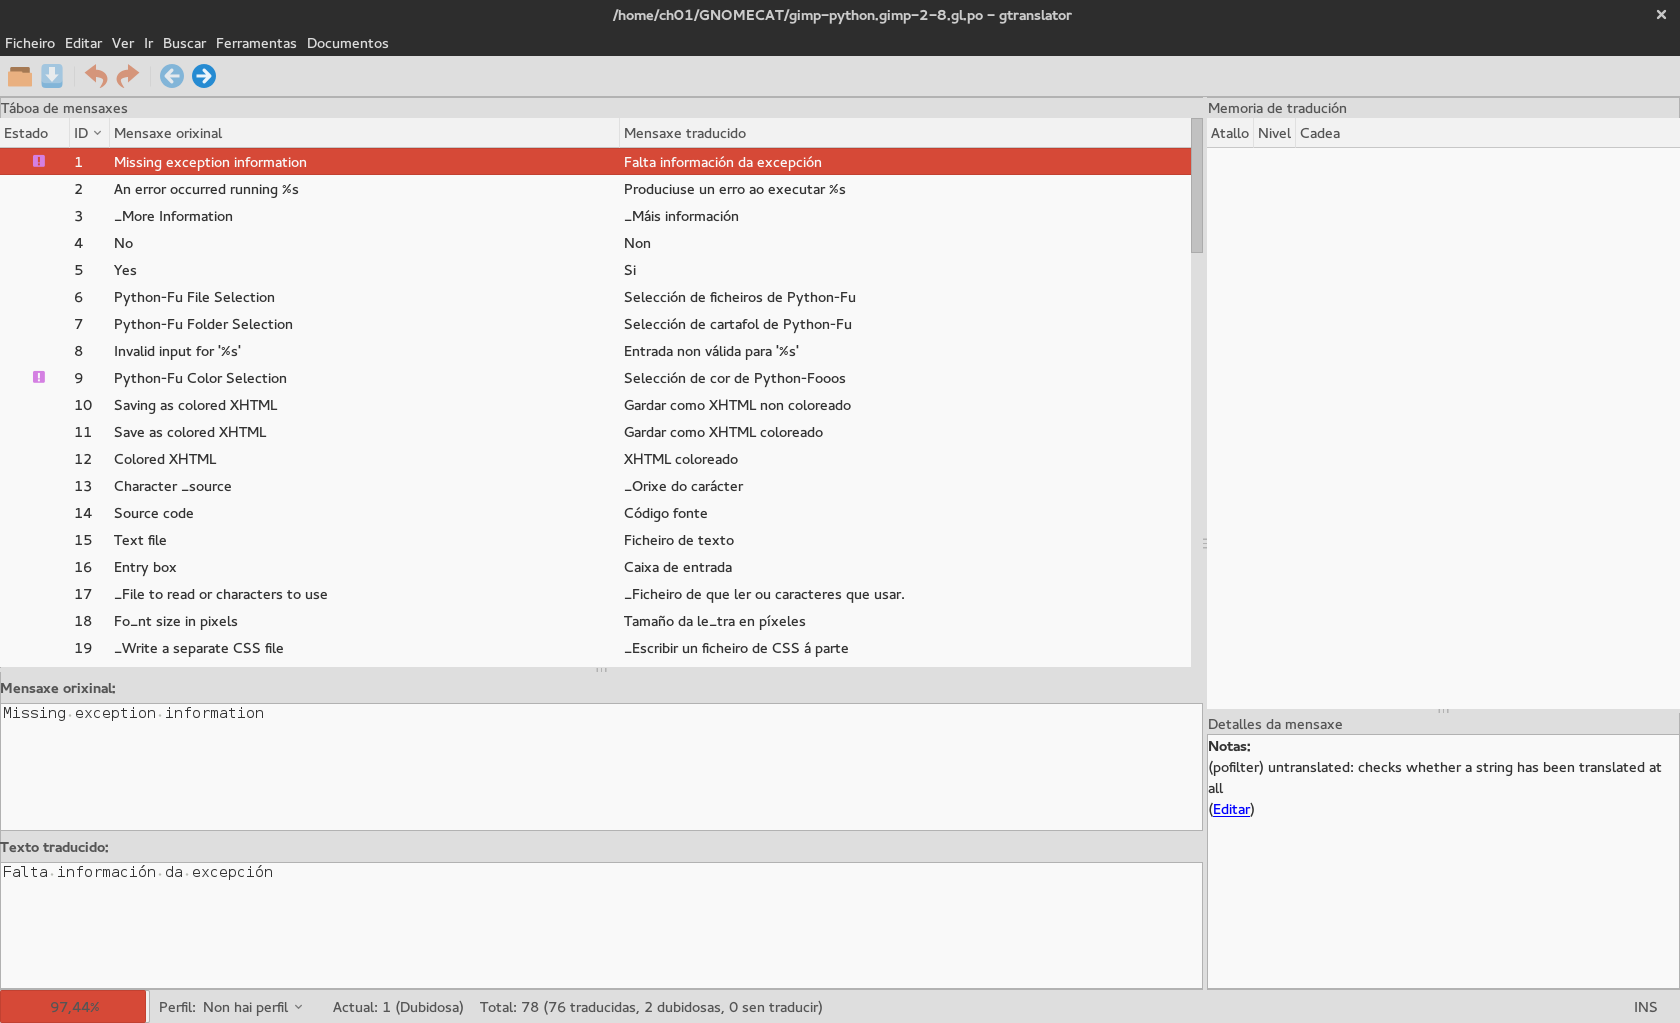 /home/ch01/GNOMECAT/gimp-python.gimp-2-8.gl.po - gtranslator
Ficheiro Editar Ver Ir Buscar Ferramentas Documentos
Táboa de mensaxes
Estado ID Mensaxe orixinal Mensaxe traducido
1 Missing exception information Falta información da excepción
2 An error occurred running %s Produciuse un erro ao executar %s
3 _More Information _Máis información
4 No Non
5 Yes Si
6 Python-Fu File Selection Selección de ficheiros de Python-Fu
7 Python-Fu Folder Selection Selección de cartafol de Python-Fu
8 Invalid input for '%s' Entrada non válida para '%s'
9 Python-Fu Color Selection Selección de cor de Python-Fooos
10 Saving as colored XHTML Gardar como XHTML non coloreado
11 Save as colored XHTML Gardar como XHTML coloreado
12 Colored XHTML XHTML coloreado
13 Character _source _Orixe do carácter
14 Source code Código fonte
15 Text file Ficheiro de texto
16 Entry box Caixa de entrada
17 _File to read or characters to use _Ficheiro de que ler ou caracteres que usar.
18 Fo_nt size in pixels Tamaño da le_tra en píxeles
19 _Write a separate CSS file _Escribir un ficheiro de CSS á parte
Mensaxe orixinal:
Missing exception information
Texto traducido:
Falta información da excepción
Memoria de tradución
Atallo Nivel Cadea
Detalles da mensaxe
Notas:
(pofilter) untranslated: checks whether a string has been translated at
all
(Editar)
97,44% Perfil: Non hai perfil Actual: 1 (Dubidosa) Total: 78 (76 traducidas, 2 dubidosas, 0 sen traducir) INS